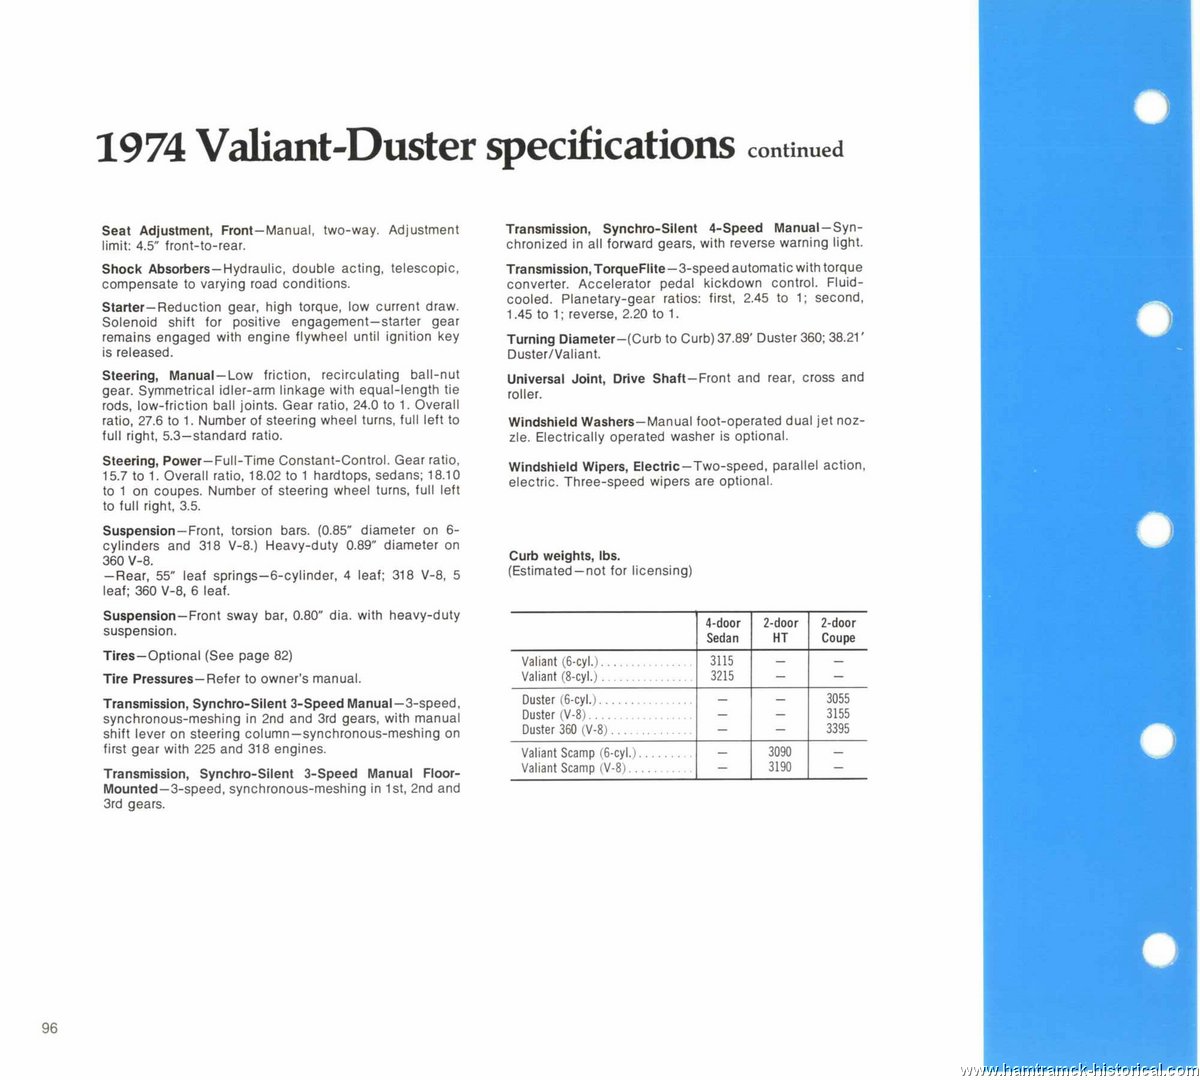 1974 Valiant-Duster specifications continued
Seat Adjustment, Front—Manual, two-way. Adjustment
limit: 4.5" front-to-rear.
Shock Absorbers—Hydraulic, double acting, telescopic,
compensate to varying road conditions.
Starter—Reduction gear, high torque, low current draw.
Solenoid shift for positive engagement—starter gear
remains engaged with engine flywheel until ignition key
is released.
Steering, Manual—Low friction, recirculating ball-nut
gear. Symmetrical idler-arm linkage with equal-length tie
rods, low-friction ball joints. Gear ratio, 24.0 to 1. Overall
ratio, 27.6 to 1. Number of steering wheel turns, full left to
full right, 5.3—standard ratio.
Steering, Power—Full-Time Constant-Control. Gear ratio,
15.7 to 1. Overall ratio, 18.02 to 1 hardtops, sedans; 18.10
to 1 on coupes. Number of steering wheel turns, full left
to full right, 3.5.
Suspension—Front, torsion bars. (0.85" diameter on 6-
cylinders and 318 V-8.) Heavy-duty 0.89" diameter on
360 V-8.
—Rear, 55" leaf springs—6-cylinder, 4 leaf; 318 V-8, 5
leaf; 360 V-8, 6 leaf.
Suspension—Front sway bar, 0.80" dia. with heavy-duty
suspension.
Tires—Optional (See page 82)
Tire Pressures—Refer to owner's manual.
Transmission, Synchro-Silent 3-Speed Manual—3-speed,
synchronous-meshing in 2nd and 3rd gears, with manual
shift lever on steering column—synchronous-meshing on
first gear with 225 and 318 engines.
Transmission, Synchro-Silent 3-Speed Manual Floor-
Mounted—3-speed, synchronous-meshing in 1st, 2nd and
3rd gears.
Transmission, Synchro-Silent 4-Speed Manual—Syn-
chronized in all forward gears, with reverse warning light.
Transmission, TorqueFlite—3-speed automatic with torque
converter. Accelerator pedal kickdown control. Fluid-
cooled. Planetary-gear ratios: first, 2.45 to 1; second,
1.45 to 1; reverse, 2.20 to 1.
Turning Diameter—(Curb to Curb) 37.89' Duster 360; 38.21'
Duster/Valiant.
Universal Joint, Drive Shaft—Front and rear, cross and
roller.
Windshield Washers—Manual foot-operated dual jet noz-
zle. Electrically operated washer is optional.
Windshield Wipers, Electric—Two-speed, parallel action,
electric. Three-speed wipers are optional.
Curb weights, lbs.
(Estimated—not for licensing)
4-door 2-door 2-door
Sedan HT Coupe
Valiant (6-cyl.)................ 3115 — —
Valiant (8-cyl.)................ 3215 — —
Duster (6-cyl.)................ — — 3055
Duster (V-8)................. — — 3155
Duster 360 (V-8).............. — — 3395
Valiant Scamp (6-cyl.)......... — 3090 —
Valiant Scamp (V-8)........... — 3190 —
96
www.hamtramck-historical.com